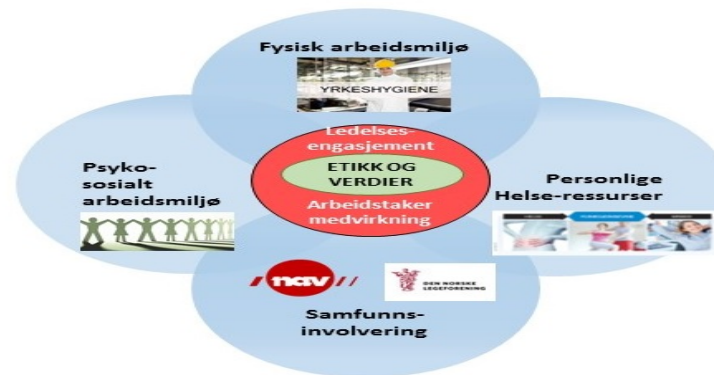 Fysisk arbeidsmiljø
YRKESHYGIENE
Ledelses-
engasjement
ETIKK OG
VERDIER
Arbeidstaker
medvirkning
Psyko-
sosialt
arbeidsmiljø
Personlige
Helse-ressurser
nav
DEN NORSKE
LEGEFORENING
Samfunns-
involvering